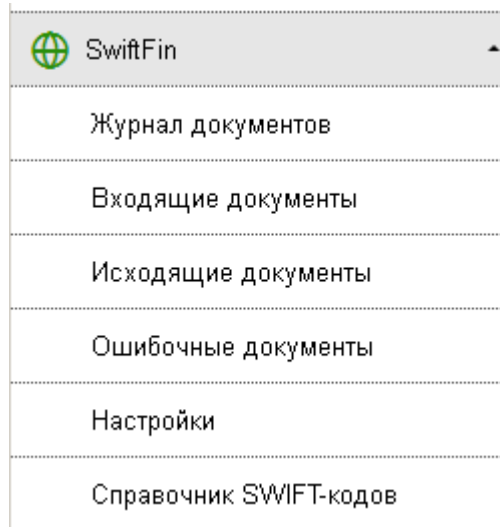 SwiftFin
Журнал документов
Входящие документы
Исходящие документы
Ошибочные документы
Настройки
Справочник SWIFT-кодов